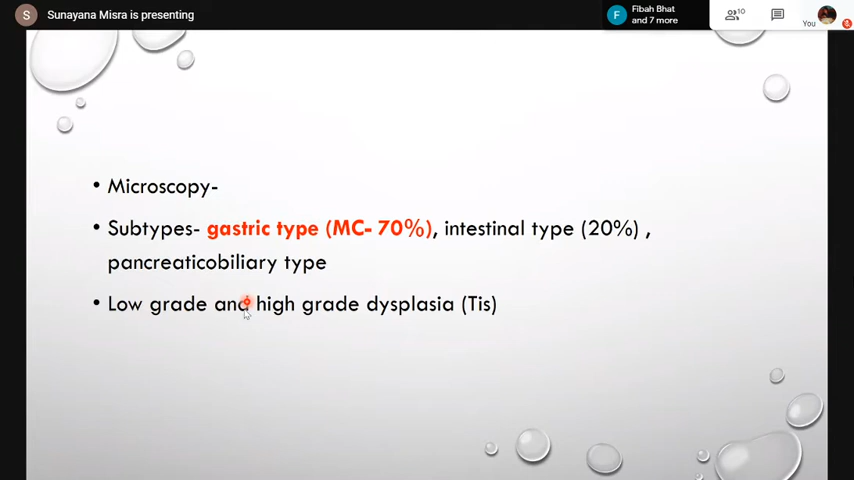 S Sunayana Misra is presenting
F Fibah Bhat
and 7 more
10
You
• Microscopy-
• Subtypes- gastric type (MC- 70%), intestinal type (20%) ,
pancreaticobiliary type
• Low grade and high grade dysplasia (Tis)